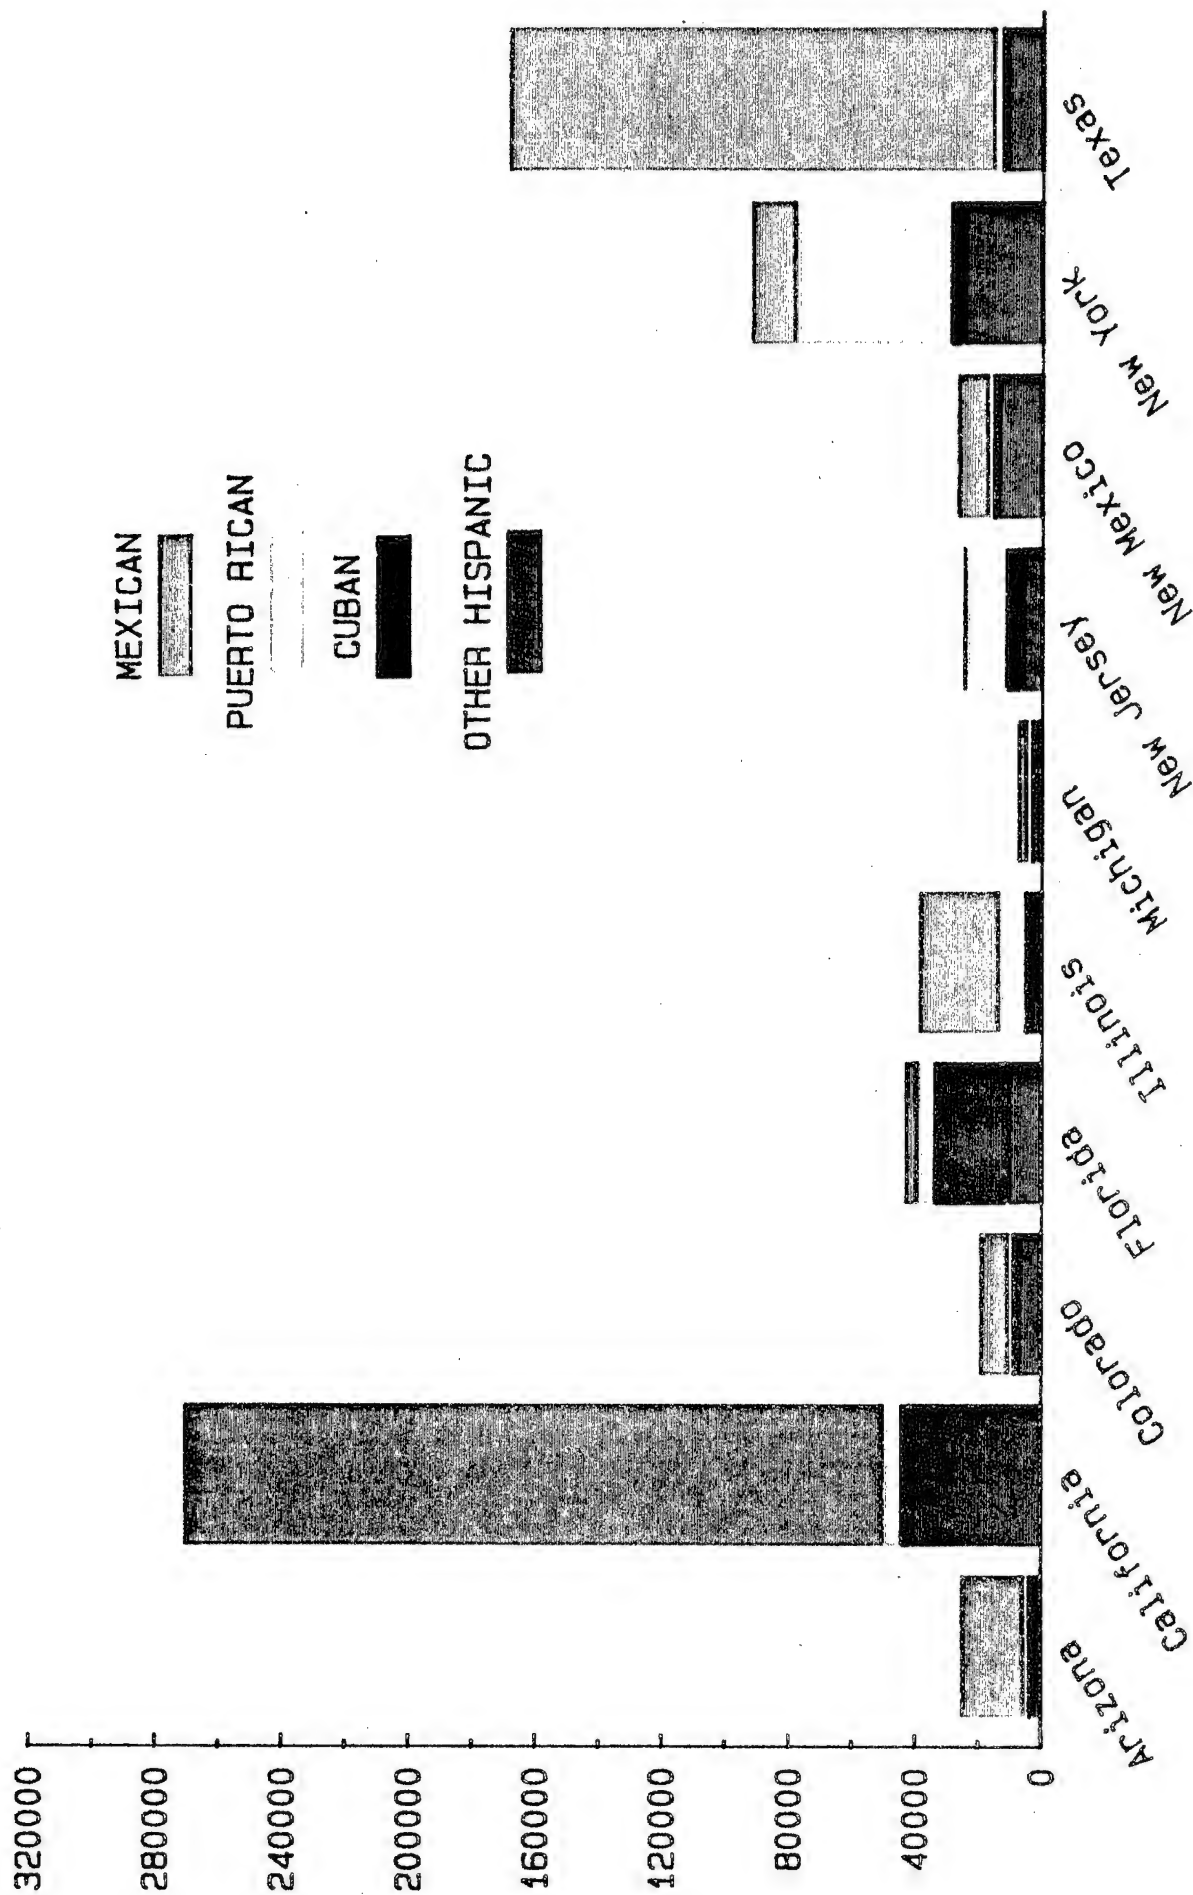 320000
280000
240000
200000
160000
120000
80000
40000
0
MEXICAN
PUERTO RICAN
CUBAN
OTHER HISPANIC
Arizona
California
Colorado
Florida
Illinois
Michigan
New Jersey
New Mexico
New York
Texas